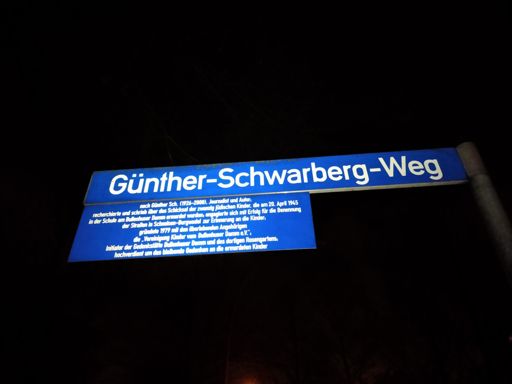 Günther-Schwarberg-Weg
nach Günther Sch. (1926-2008), Journalist und Autor,
recherchierte und schrieb über das Schicksal der zwanzig jüdischen Kinder, die am 20. April 1945
in der Schule am Bullenhuser Damm ermordet wurden, engagierte sich mit Erfolg für die Benennung
der Straßen in Schnelsen-Burgwedel zur Erinnerung an die Kinder,
gründete 1979 mit den überlebenden Angehörigen
die „Vereinigung Kinder vom Bullenhuser Damm e.V.",
Initiator der Gedenkstätte Bullenhuser Damm und des dortigen Rosengartens,
hochverdient um das bleibende Gedenken an die ermordeten Kinder